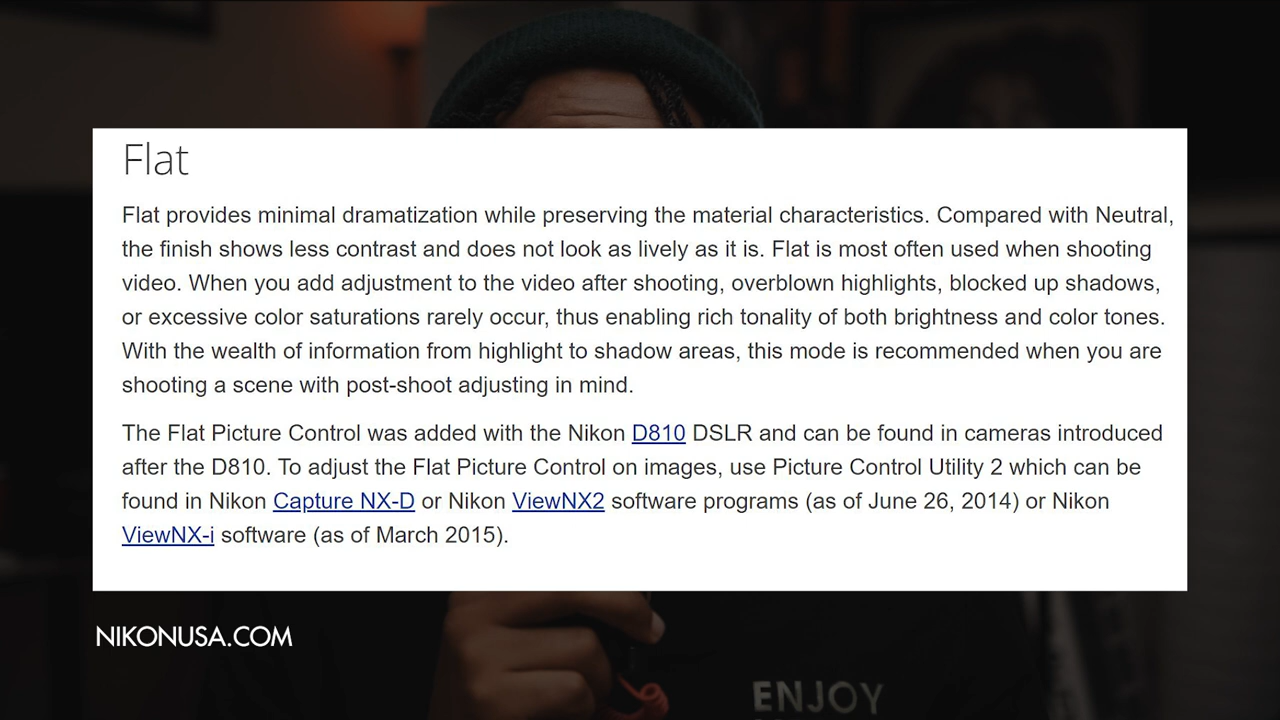 Flat
Flat provides minimal dramatization while preserving the material characteristics. Compared with Neutral,
the finish shows less contrast and does not look as lively as it is. Flat is most often used when shooting
video. When you add adjustment to the video after shooting, overblown highlights, blocked up shadows,
or excessive color saturations rarely occur, thus enabling rich tonality of both brightness and color tones.
With the wealth of information from highlight to shadow areas, this mode is recommended when you are
shooting a scene with post-shoot adjusting in mind.
The Flat Picture Control was added with the Nikon D810 DSLR and can be found in cameras introduced
after the D810. To adjust the Flat Picture Control on images, use Picture Control Utility 2 which can be
found in Nikon Capture NX-D or Nikon ViewNX2 software programs (as of June 26, 2014) or Nikon
ViewNX-i software (as of March 2015).
NIKONUSA.COM
ENJOY